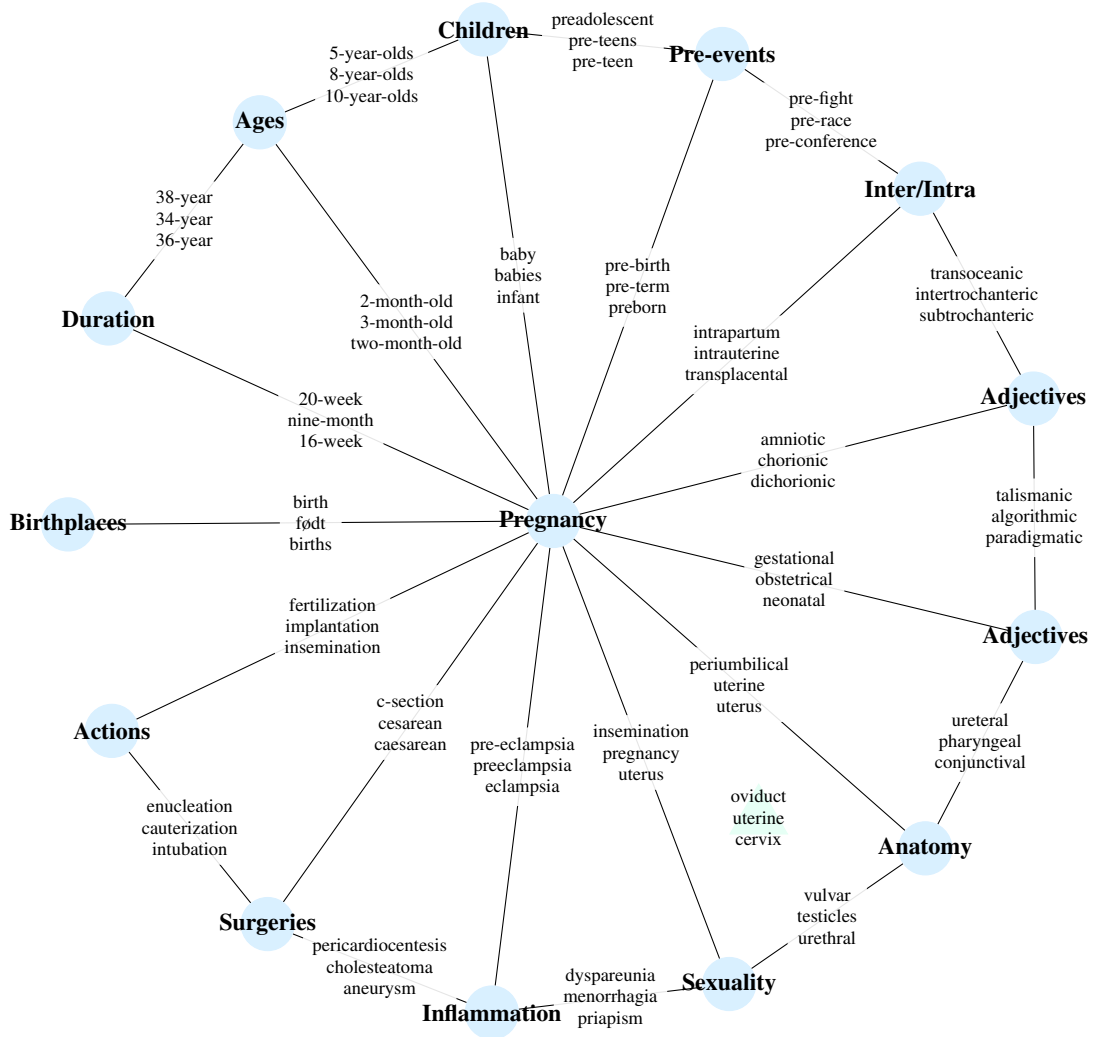 Children
preadolescent
pre-teens
pre-teen
Pre-events
5-year-olds
8-year-olds
10-year-olds
Ages
pre-fight
pre-race
pre-conference
Inter/Intra
38-year
34-year
36-year
baby
babies
infant
pre-birth
pre-term
preborn
transoceanic
intertrochanteric
subtrochanteric
Duration
2-month-old
3-month-old
two-month-old
intrapartum
intrauterine
transplacental
Adjectives
20-week
nine-month
16-week
amniotic
chorionic
dichorionic
Birthplaces
birth
født
births
Pregnancy
talismanic
algorithmic
paradigmatic
gestational
obstetrical
neonatal
fertilization
implantation
insemination
Adjectives
periumbilical
uterine
uterus
Actions
c-section
cesarean
caesarean
pre-eclampsia
preeclampsia
eclampsia
insemination
pregnancy
uterus
ureteral
pharyngeal
conjunctival
enucleation
cauterization
intubation
oviduct
uterine
cervix
Anatomy
Surgeries
vulvar
testicles
urethral
pericardiocentesis
cholesteatoma
aneurysm
Inflammation
dyspareunia
menorrhagia
priapism
Sexuality